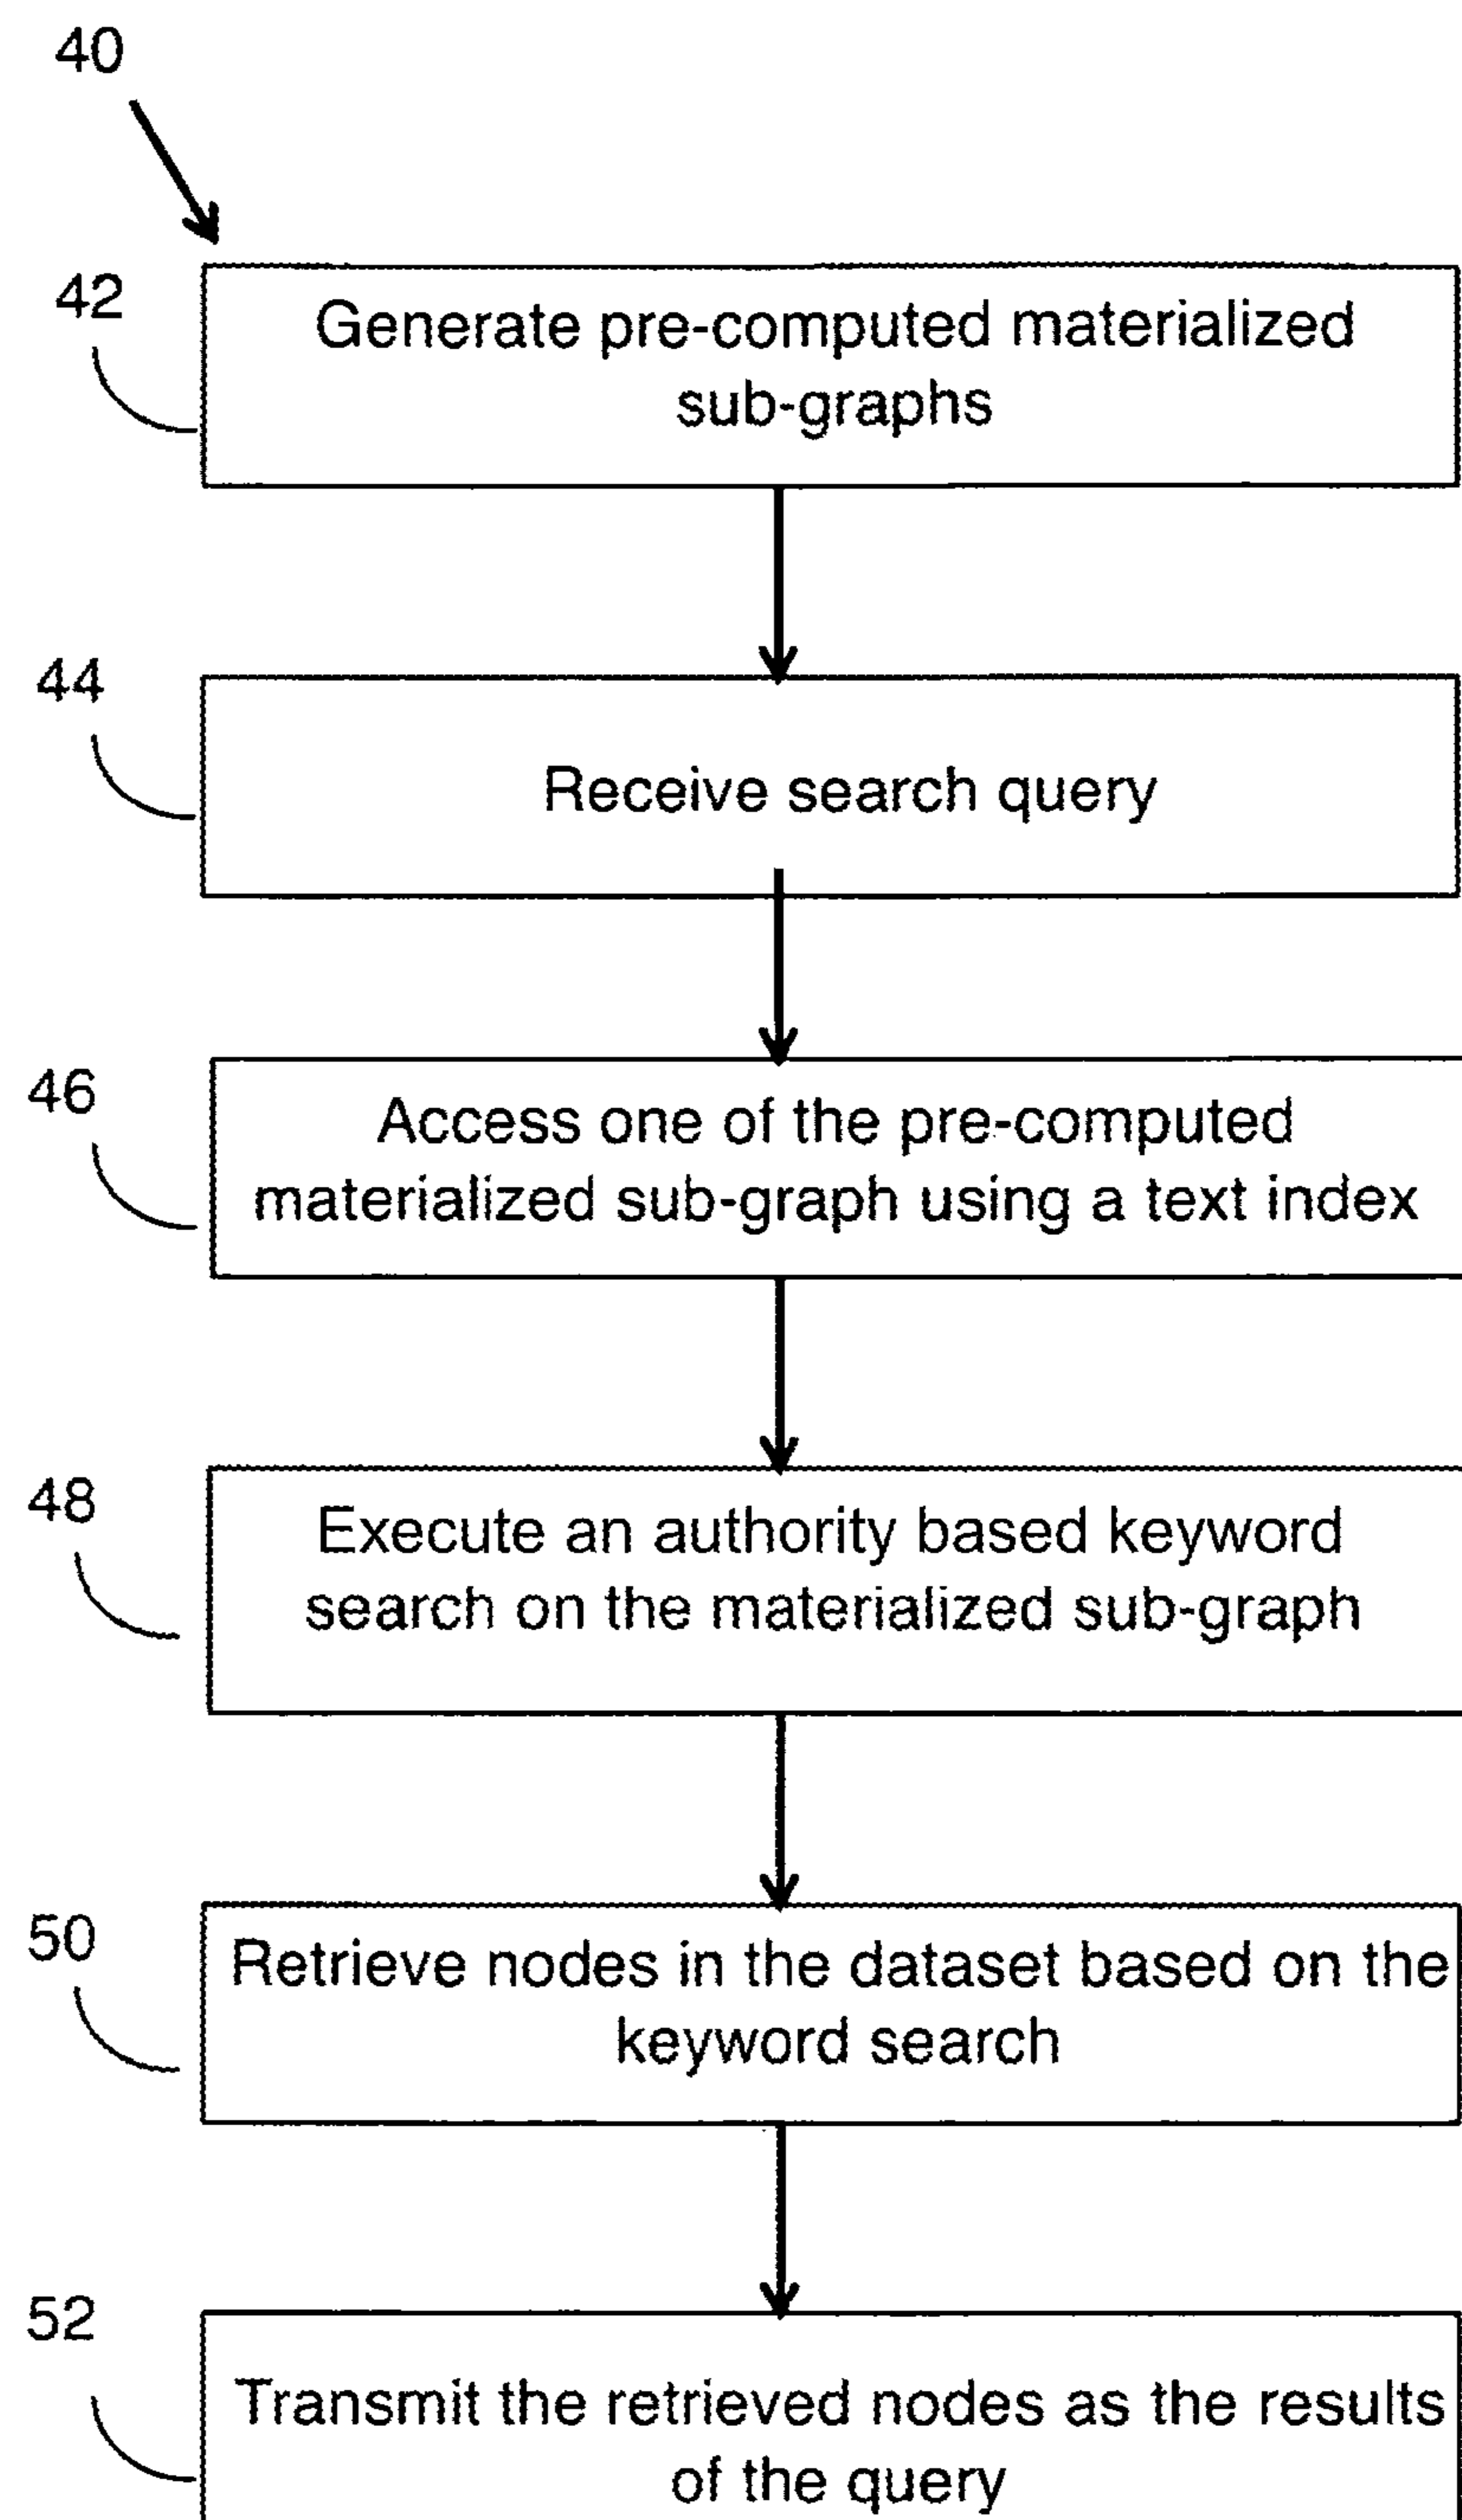 40
42
Generate pre-computed materialized
sub-graphs
44
Receive search query
46
Access one of the pre-computed
materialized sub-graph using a text index
48
Execute an authority based keyword
search on the materialized sub-graph
50
Retrieve nodes in the dataset based on the
keyword search
52
Transmit the retrieved nodes as the results
of the query